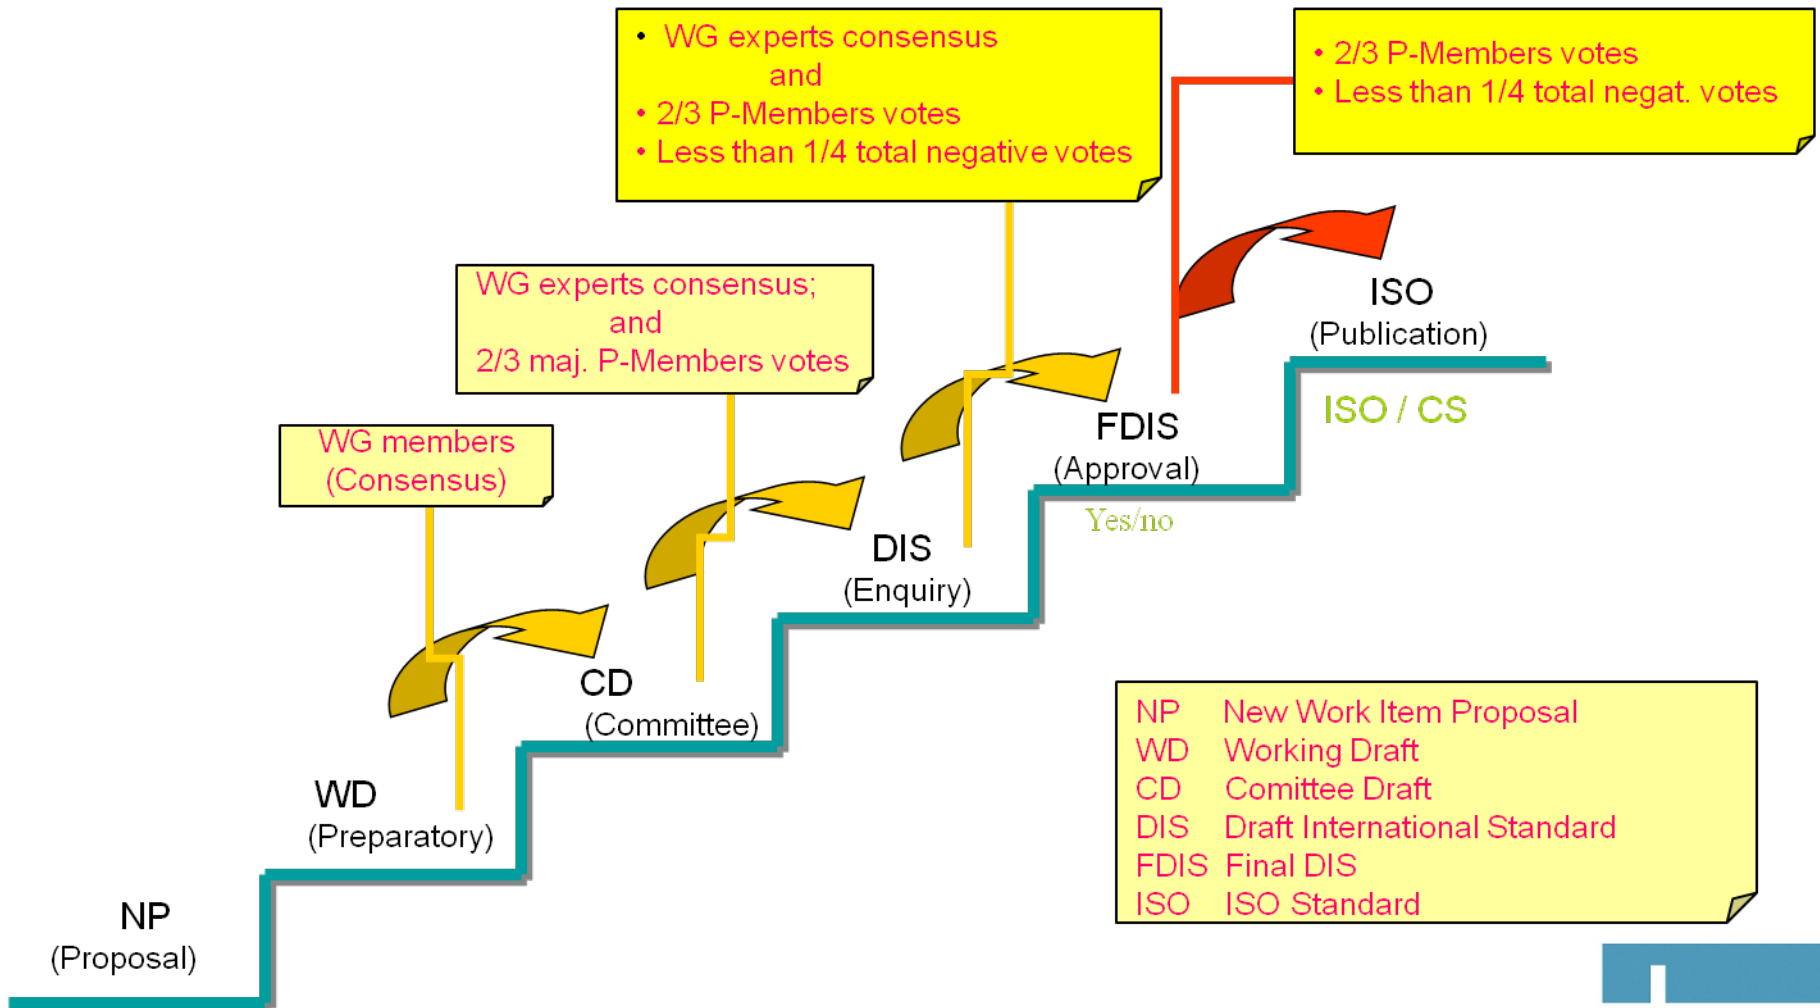 • WG experts consensus
and
• 2/3 P-Members votes
• Less than 1/4 total negative votes
• 2/3 P-Members votes
• Less than 1/4 total negat. votes
WG experts consensus;
and
2/3 maj. P-Members votes
WG members
(Consensus)
ISO
(Publication)
ISO / CS
FDIS
(Approval)
Yes/no
DIS
(Enquiry)
CD
(Committee)
WD
(Preparatory)
NP
(Proposal)
NP New Work Item Proposal
WD Working Draft
CD Comittee Draft
DIS Draft International Standard
FDIS Final DIS
ISO ISO Standard